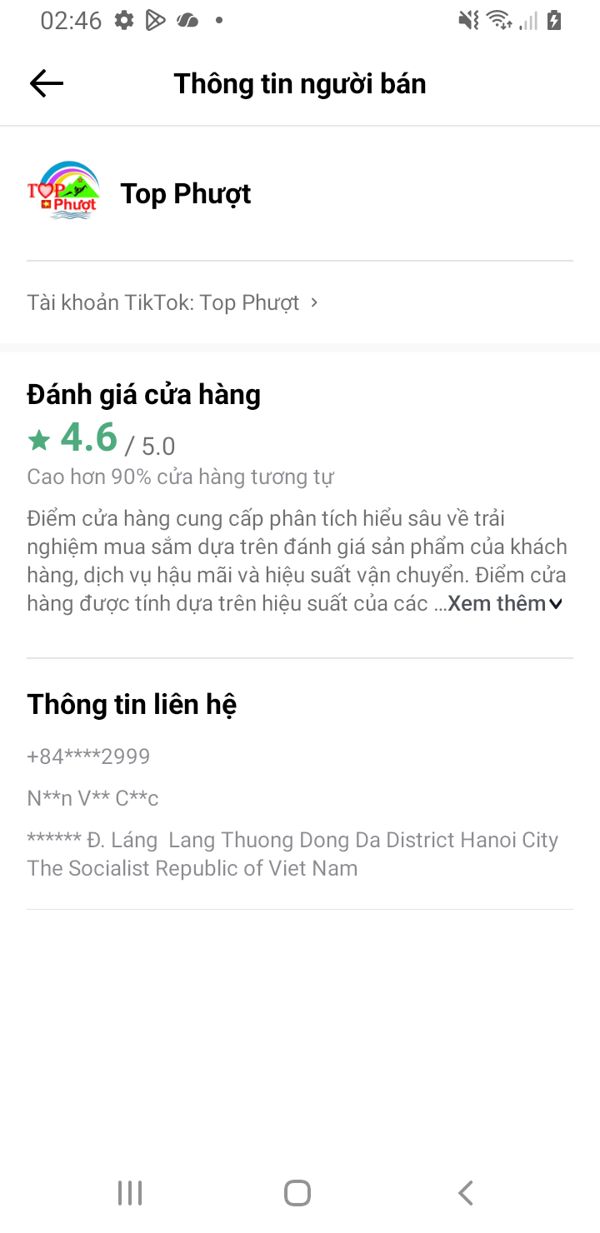 02:46
Thông tin người bán
TOP
Phượt
Top Phượt
Tài khoản TikTok: Top Phượt >
Đánh giá cửa hàng
4.6 / 5.0
Cao hơn 90% cửa hàng tương tự
Điểm cửa hàng cung cấp phân tích hiểu sâu về trải
nghiệm mua sắm dựa trên đánh giá sản phẩm của khách
hàng, dịch vụ hậu mãi và hiệu suất vận chuyển. Điểm cửa
hàng được tính dựa trên hiệu suất của các ...Xem thêm
Thông tin liên hệ
+84****2999
N**n V** C**c
****** Đ. Láng  Lang Thuong Dong Da District Hanoi City
The Socialist Republic of Viet Nam